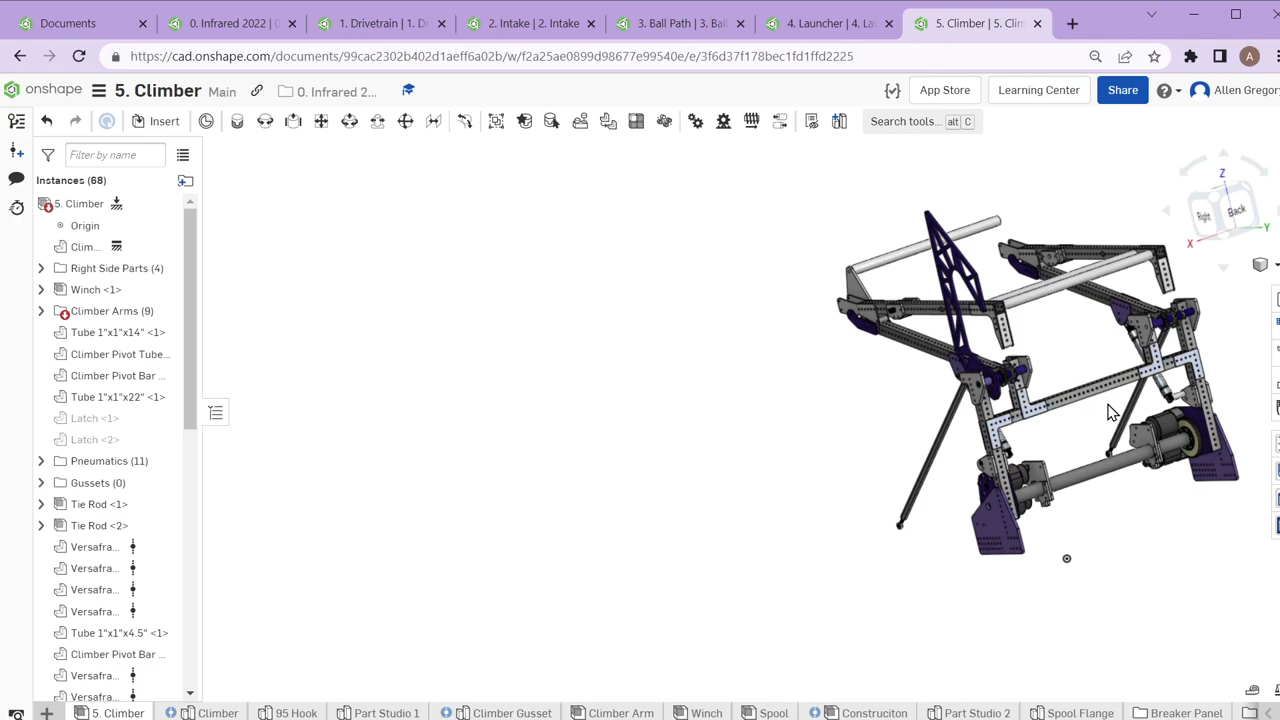 Documents
0. Infrared 2022 |
1. Drivetrain | 1. D
2. Intake | 2. Intake
3. Ball Path | 3. Ball
4. Launcher | 4. Lau
5. Climber | 5. Clim
https://cad.onshape.com/documents/99cac2302b402d1aeff6a02b/w/f2a25ae0899d98677e99540e/e/3f6d37f178bec1fd1ffd2225
A
onshape
5. Climber
Main
0. Infrared 2...
App Store
Learning Center
Share
Allen Gregory
Insert
Search tools...
alt
C
Filter by name
Instances (68)
5. Climber
Origin
Clim...
Right Side Parts (4)
Winch <1>
Climber Arms (9)
Tube 1"x1"x14" <1>
Climber Pivot Tube...
Climber Pivot Bar ...
Tube 1"x1"x22" <1>
Latch <1>
Latch <2>
Pneumatics (11)
Gussets (0)
Tie Rod <1>
Tie Rod <2>
Versafra...
Versafra...
Versafra...
Versafra...
Tube 1"x1"x4.5" <1>
Climber Pivot Bar ...
Versafra...
Versafra...
Z
Right
Back
X
Y
5. Climber
Climber
95 Hook
Part Studio 1
Climber Gusset
Climber Arm
Winch
Spool
Construciton
Part Studio 2
Spool Flange
Breaker Panel